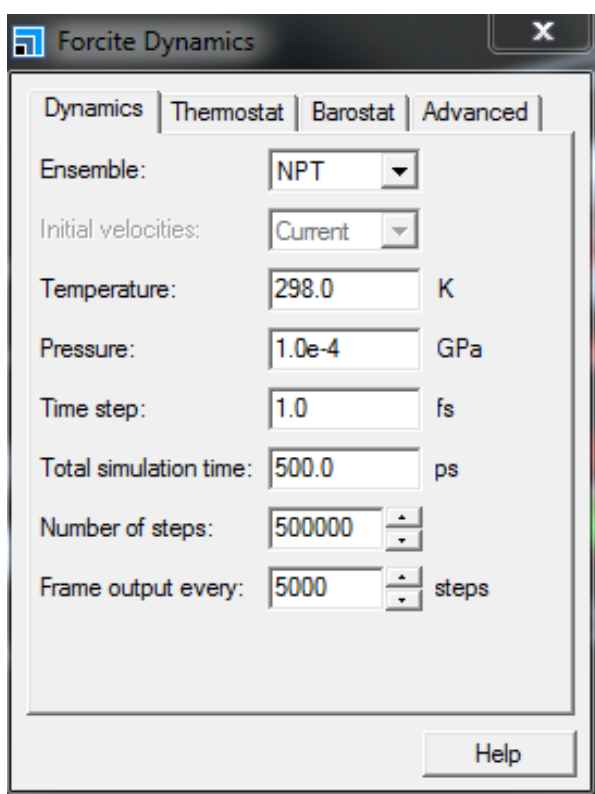 Forcite Dynamics
Dynamics Thermostat Barostat Advanced
Ensemble: NPT
Initial velocities: Current
Temperature: 298.0 K
Pressure: 1.0e-4 GPa
Time step: 1.0 fs
Total simulation time: 500.0 ps
Number of steps: 500000
Frame output every: 5000 steps
Help